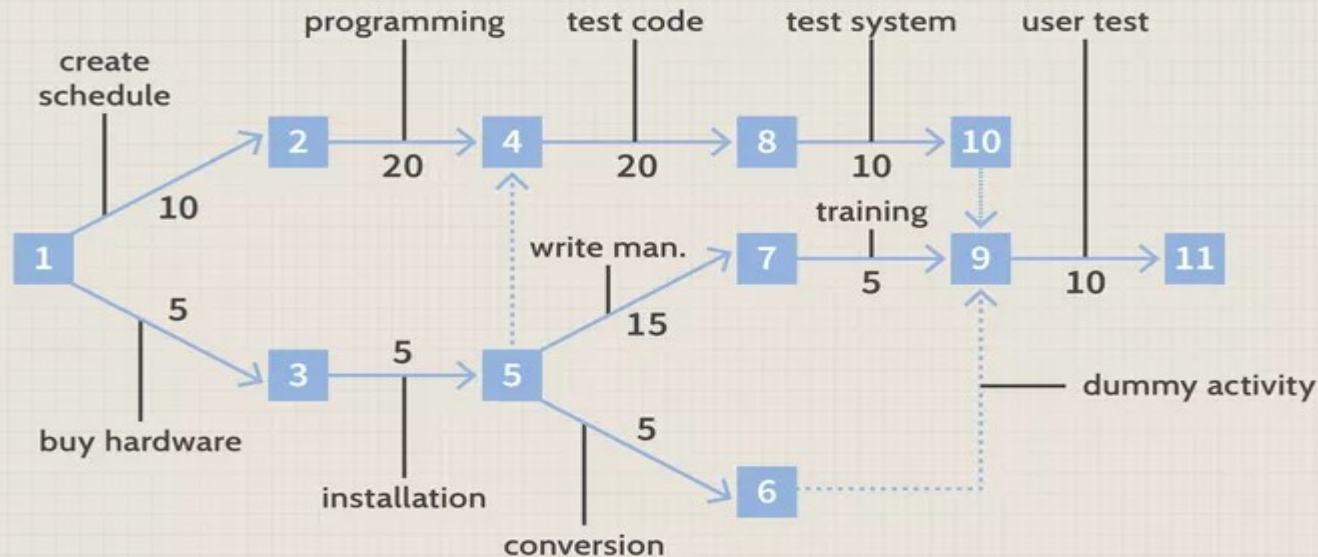 programming
test code
test system
user test
create
schedule
2
4
8
10
20
20
10
10
training
1
write man.
7
9
11
5
10
5
15
3
5
5
dummy activity
buy hardware
5
installation
6
conversion